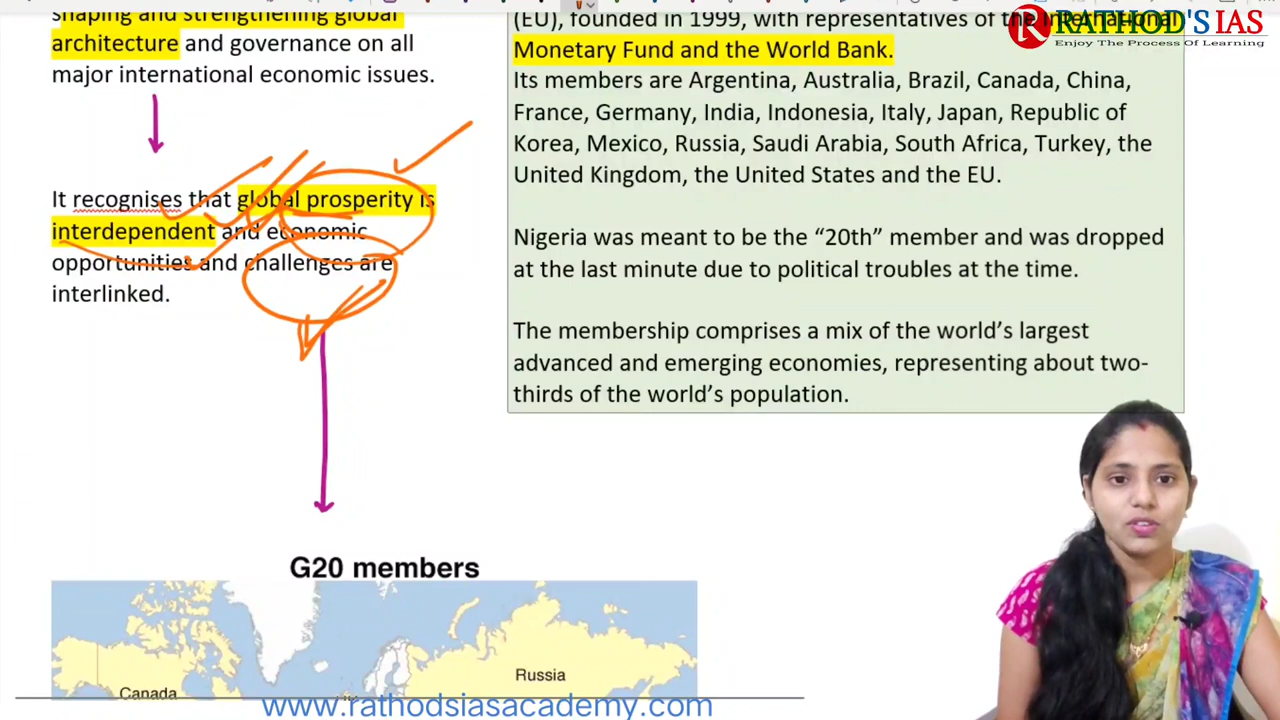 shaping and strengthening global
architecture and governance on all
major international economic issues.
It recognises that global prosperity is
interdependent and economic
opportunities and challenges are
interlinked.
(EU), founded in 1999, with representatives of the International
Monetary Fund and the World Bank.
Its members are Argentina, Australia, Brazil, Canada, China,
France, Germany, India, Indonesia, Italy, Japan, Republic of
Korea, Mexico, Russia, Saudi Arabia, South Africa, Turkey, the
United Kingdom, the United States and the EU.
Nigeria was meant to be the “20th” member and was dropped
at the last minute due to political troubles at the time.
The membership comprises a mix of the world’s largest
advanced and emerging economies, representing about two-
thirds of the world’s population.
R RATHOD'S IAS
Enjoy The Process Of Learning
G20 members
Russia
Canada
www.rathodsiasacademy.com